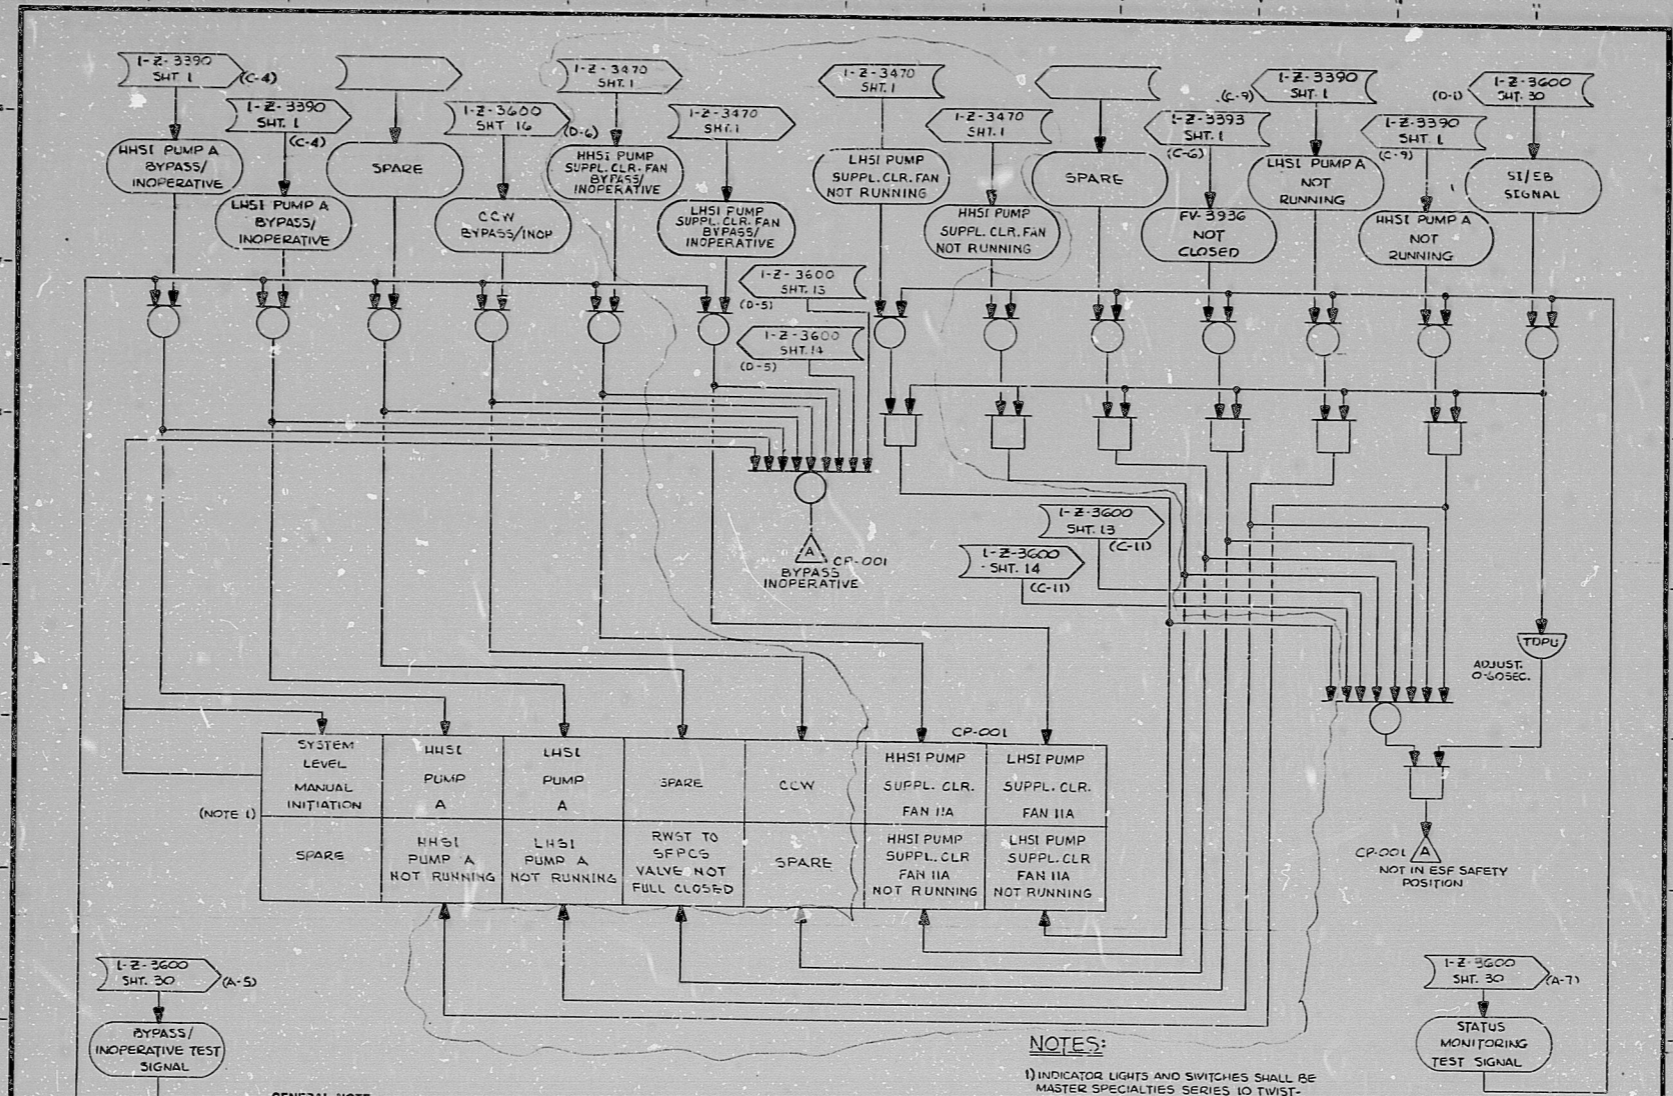 1-Z-3390
SHT. 1
(C-4)
1-Z-3390
SHT. 1
(C-4)
1-Z-3600
SHT 16
(D-6)
1-Z-3470
SHT. 1
1-Z-3470
SHT. 1
1-Z-3470
SHT. 1
1-Z-3470
SHT. 1
1-Z-3393
SHT. 1
(C-6)
(C-9)
1-Z-3390
SHT. 1
1-Z-3390
SHT. 1
(C-9)
(D-1)
1-Z-3600
SHT. 30
HHSI PUMP A
BYPASS/
INOPERATIVE
LHSI PUMP A
BYPASS/
INOPERATIVE
SPARE
CCW
BYPASS/INOP
HHSI PUMP
SUPPL. CLR. FAN
BYPASS/
INOPERATIVE
LHSI PUMP
SUPPL. CLR. FAN
BYPASS/
INOPERATIVE
LHSI PUMP
SUPPL. CLR. FAN
NOT RUNNING
HHSI PUMP
SUPPL. CLR. FAN
NOT RUNNING
SPARE
FV-3936
NOT
CLOSED
LHSI PUMP A
NOT
RUNNING
HHSI PUMP A
NOT
RUNNING
SI/EB
SIGNAL
1-Z-3600
SHT. 13
(D-5)
1-Z-3600
SHT. 14
(D-5)
A
CP-001
BYPASS
INOPERATIVE
1-Z-3600
SHT. 13
(C-11)
1-Z-3600
SHT. 14
(C-11)
TDPU
ADJUST.
0-60SEC.
CP-001
SYSTEM
LEVEL
MANUAL
INITIATION
HHSI
PUMP
A
LHSI
PUMP
A
SPARE
CCW
HHSI PUMP
SUPPL. CLR.
FAN 11A
LHSI PUMP
SUPPL. CLR.
FAN 11A
(NOTE 1)
SPARE
HHSI
PUMP A
NOT RUNNING
LHSI
PUMP A
NOT RUNNING
RWST TO
SFPCS
VALVE NOT
FULL CLOSED
SPARE
HHSI PUMP
SUPPL. CLR
FAN 11A
NOT RUNNING
LHSI PUMP
SUPPL. CLR
FAN 11A
NOT RUNNING
CP-001
A
NOT IN ESF SAFETY
POSITION
1-Z-3600
SHT. 30
(A-5)
BYPASS/
INOPERATIVE TEST
SIGNAL
1-Z-3600
SHT. 30
(A-7)
STATUS
MONITORING
TEST SIGNAL
NOTES:
1) INDICATOR LIGHTS AND SWITCHES SHALL BE
MASTER SPECIALTIES SERIES 10 TWIST-
GENERAL NOTE